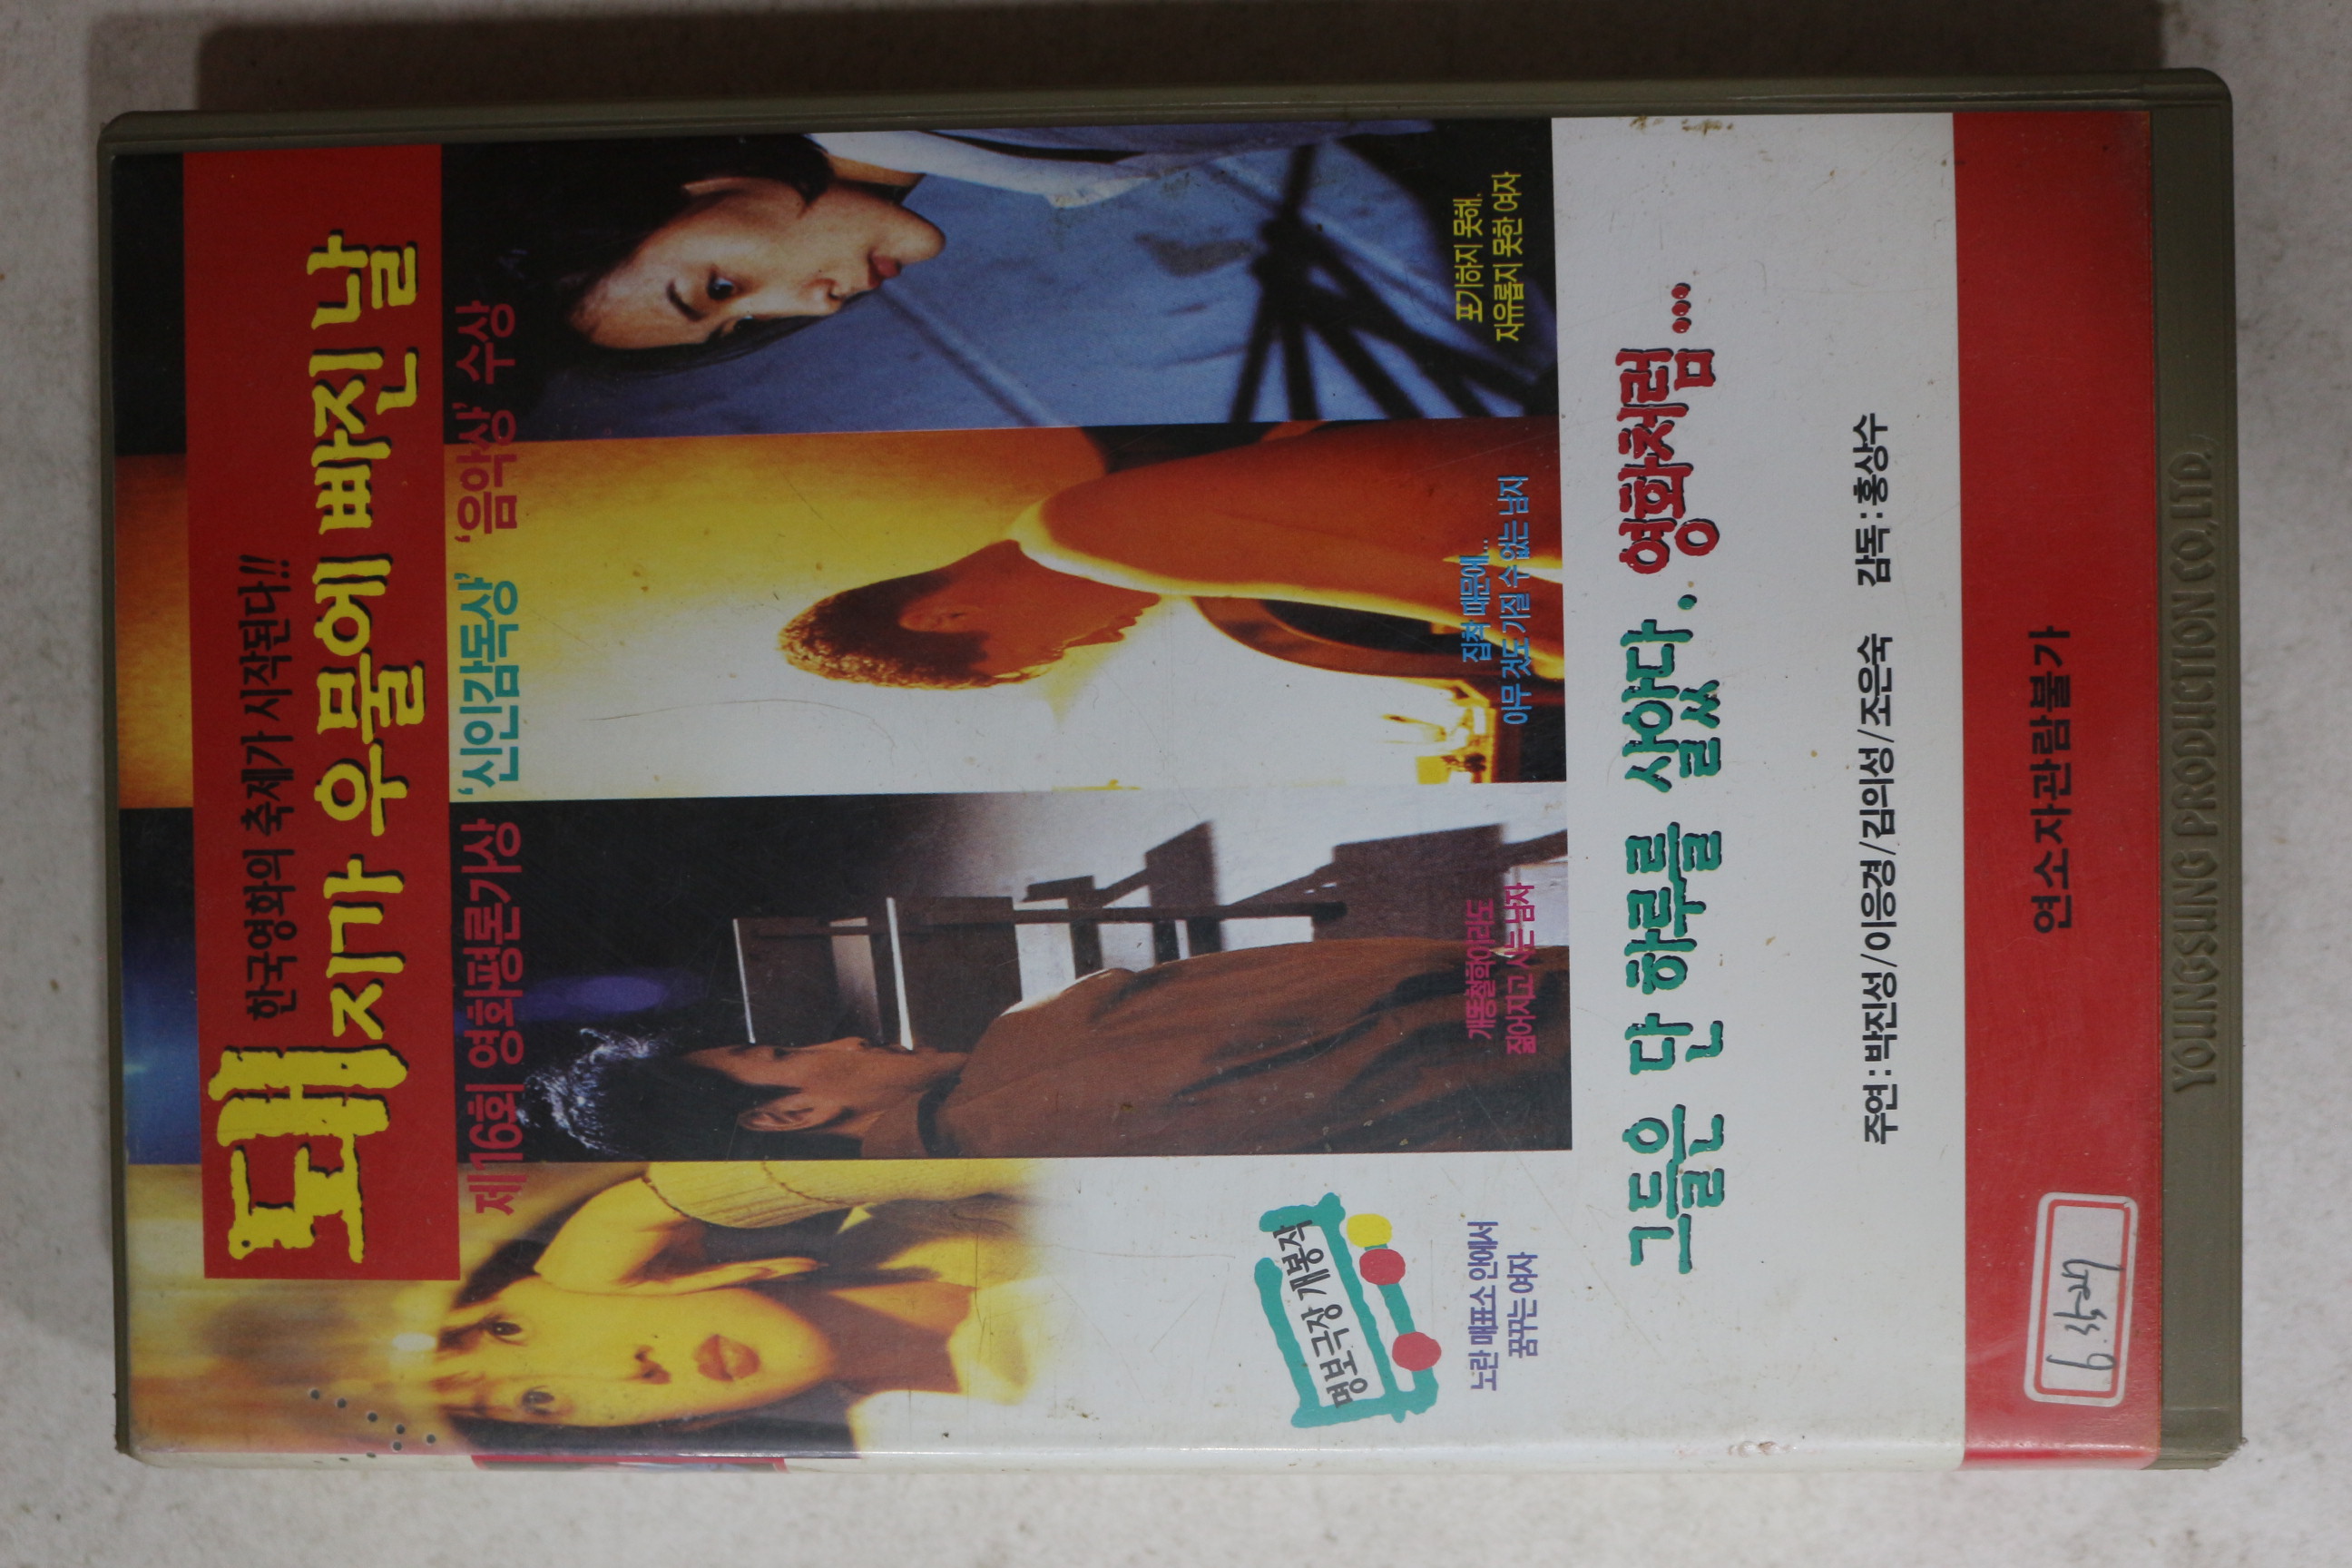 한국영화의 축제가 시작된다!!
돼지가 우물에 빠진 날
제16회 영화평론가상 '신인감독상' '음악상' 수상
포기하지 못해.
자유롭지 못한 여자
집착 때문에...
아무 것도 가질 수 없는 남자
개똥철학이라도
짊어지고 사는 남자
노란 매표소 안에서
꿈꾸는 여자
명보극장 개봉작
그들은 단 하루를 살았다. 영화처럼...
주연:박진성/이응경/김의성/조은숙 감독:홍상수
연소자관람불가
YOUNGSUNG PRODUCTION CO., LTD.